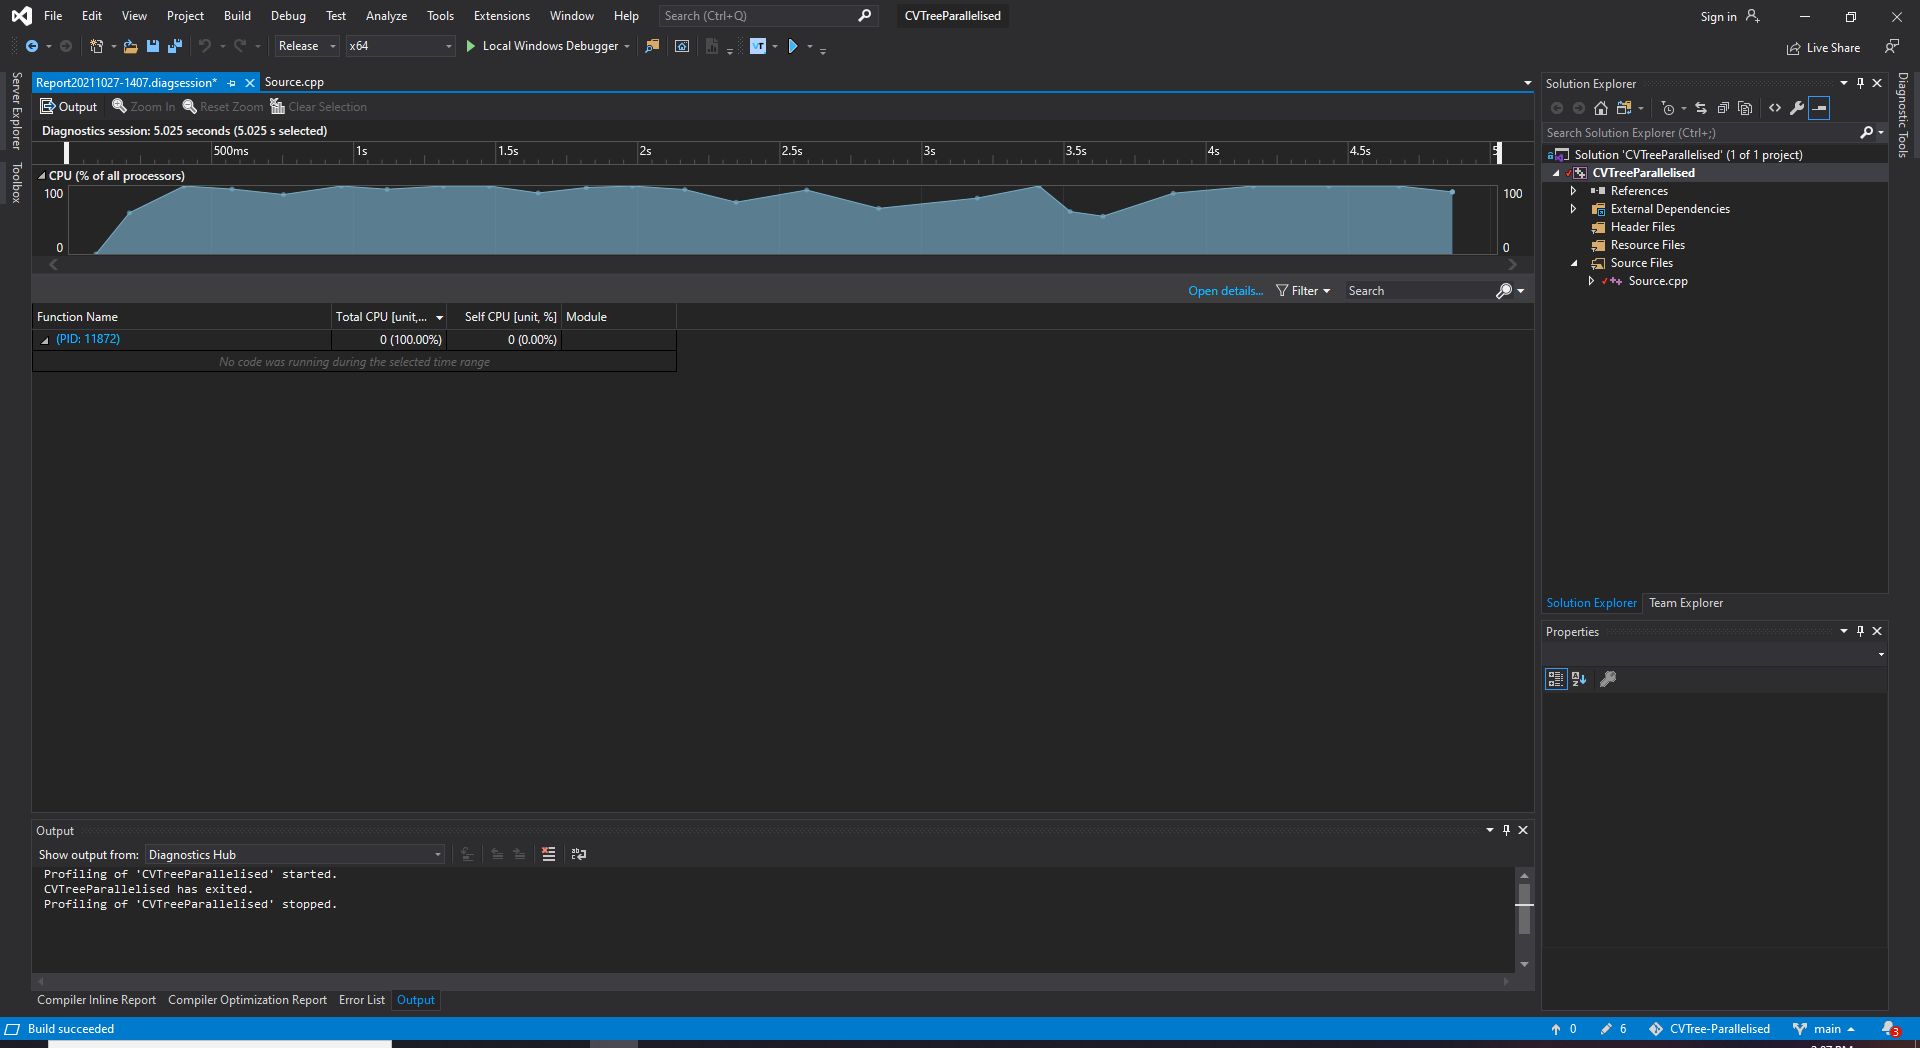 File Edit View Project Build Debug Test Analyze Tools Extensions Window Help Search (Ctrl+Q) CVTreeParallelised Sign in
Release x64 Local Windows Debugger Live Share
Report20211027-1407.diagsession* Source.cpp
Output Zoom In Reset Zoom Clear Selection
Diagnostics session: 5.025 seconds (5.025 s selected)
500ms 1s 1.5s 2s 2.5s 3s 3.5s 4s 4.5s 5
CPU (% of all processors)
100 100
0 0
Open details... Filter Search
Function Name Total CPU [unit,... Self CPU [unit, %] Module
(PID: 11872) 0 (100.00%) 0 (0.00%)
No code was running during the selected time range
Server Explorer
Toolbox
Solution Explorer
Search Solution Explorer (Ctrl+;)
Solution 'CVTreeParallelised' (1 of 1 project)
CVTreeParallelised
References
External Dependencies
Header Files
Resource Files
Source Files
Source.cpp
Solution Explorer Team Explorer
Properties
Diagnostic Tools
Output
Show output from: Diagnostics Hub
Profiling of 'CVTreeParallelised' started.
CVTreeParallelised has exited.
Profiling of 'CVTreeParallelised' stopped.
Compiler Inline Report Compiler Optimization Report Error List Output
Build succeeded 0 6 CVTree-Parallelised main 3